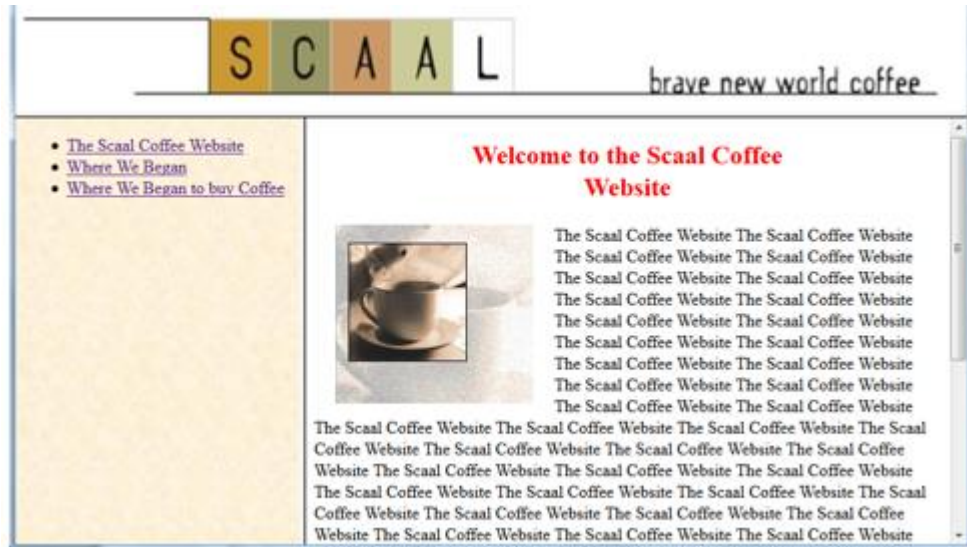 SCAAL
brave new world coffee
The Scaal Coffee Website
Where We Began
Where We Began to buy Coffee
Welcome to the Scaal Coffee
Website
The Scaal Coffee Website The Scaal Coffee Website
The Scaal Coffee Website The Scaal Coffee Website
The Scaal Coffee Website The Scaal Coffee Website
The Scaal Coffee Website The Scaal Coffee Website
The Scaal Coffee Website The Scaal Coffee Website
The Scaal Coffee Website The Scaal Coffee Website
The Scaal Coffee Website The Scaal Coffee Website
The Scaal Coffee Website The Scaal Coffee Website
The Scaal Coffee Website The Scaal Coffee Website
The Scaal Coffee Website The Scaal Coffee Website The Scaal Coffee Website The Scaal
Coffee Website The Scaal Coffee Website The Scaal Coffee Website The Scaal Coffee
Website The Scaal Coffee Website The Scaal Coffee Website The Scaal Coffee Website
The Scaal Coffee Website The Scaal Coffee Website The Scaal Coffee Website The Scaal
Coffee Website The Scaal Coffee Website The Scaal Coffee Website The Scaal Coffee
Website The Scaal Coffee Website The Scaal Coffee Website The Scaal Coffee Website